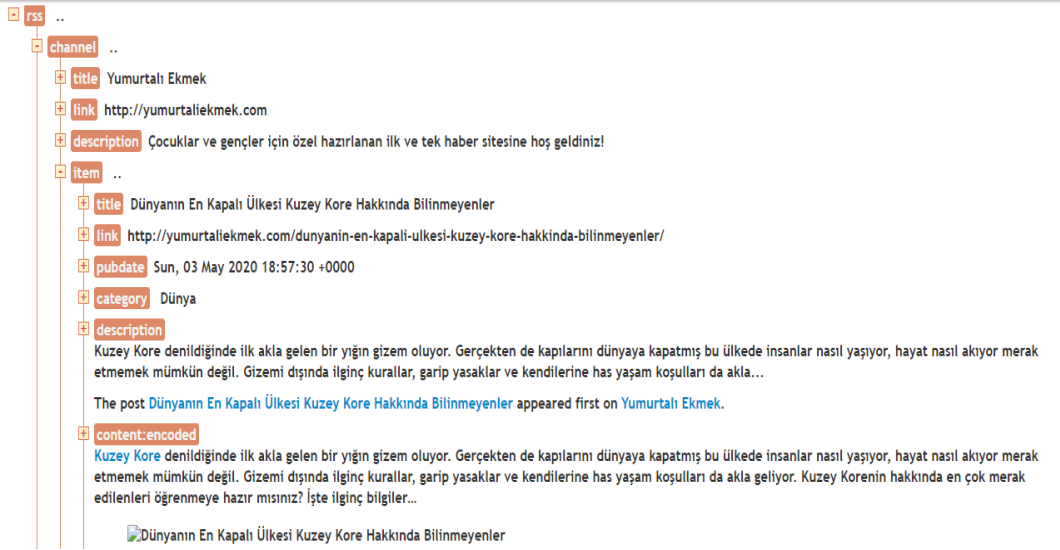 rss ..
channel ..
title Yumurtalı Ekmek
link http://yumurtaliekmek.com
description Çocuklar ve gençler için özel hazırlanan ilk ve tek haber sitesine hoş geldiniz!
item ..
title Dünyanın En Kapalı Ülkesi Kuzey Kore Hakkında Bilinmeyenler
link http://yumurtaliekmek.com/dunyanin-en-kapali-ulkesi-kuzey-kore-hakkinda-bilinmeyenler/
pubdate Sun, 03 May 2020 18:57:30 +0000
category Dünya
description
Kuzey Kore denildiğinde ilk akla gelen bir yığın gizem oluyor. Gerçekten de kapılarını dünyaya kapatmış bu ülkede insanlar nasıl yaşıyor, hayat nasıl akıyor merak
etmemek mümkün değil. Gizemi dışında ilginç kurallar, garip yasaklar ve kendilerine has yaşam koşulları da akla...
The post Dünyanın En Kapalı Ülkesi Kuzey Kore Hakkında Bilinmeyenler appeared first on Yumurtalı Ekmek.
content:encoded
Kuzey Kore denildiğinde ilk akla gelen bir yığın gizem oluyor. Gerçekten de kapılarını dünyaya kapatmış bu ülkede insanlar nasıl yaşıyor, hayat nasıl akıyor merak
etmemek mümkün değil. Gizemi dışında ilginç kurallar, garip yasaklar ve kendilerine has yaşam koşulları da akla geliyor. Kuzey Korenin hakkında en çok merak
edilenleri öğrenmeye hazır mısınız? İşte ilginç bilgiler…
Dünyanın En Kapalı Ülkesi Kuzey Kore Hakkında Bilinmeyenler